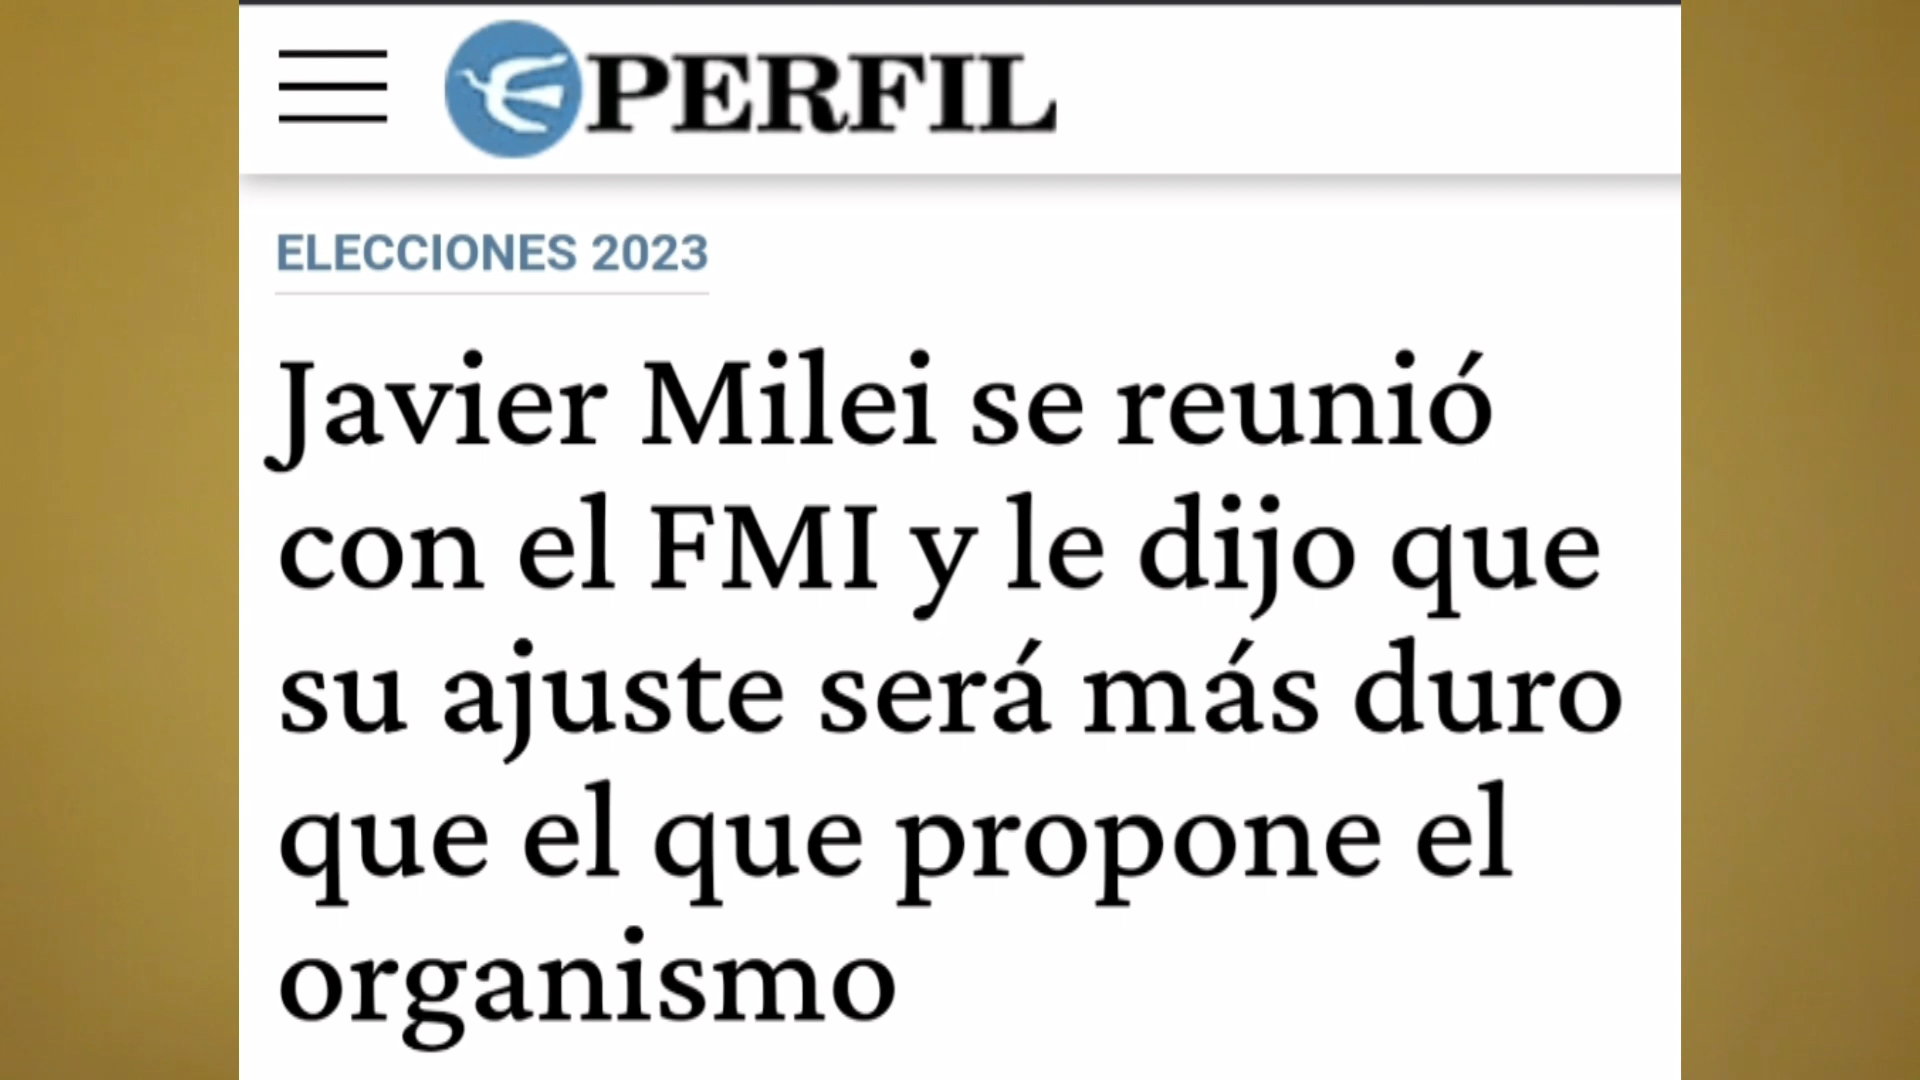 PERFIL
ELECCIONES 2023
Javier Milei se reunió
con el FMI y le dijo que
su ajuste será más duro
que el que propone el
organismo